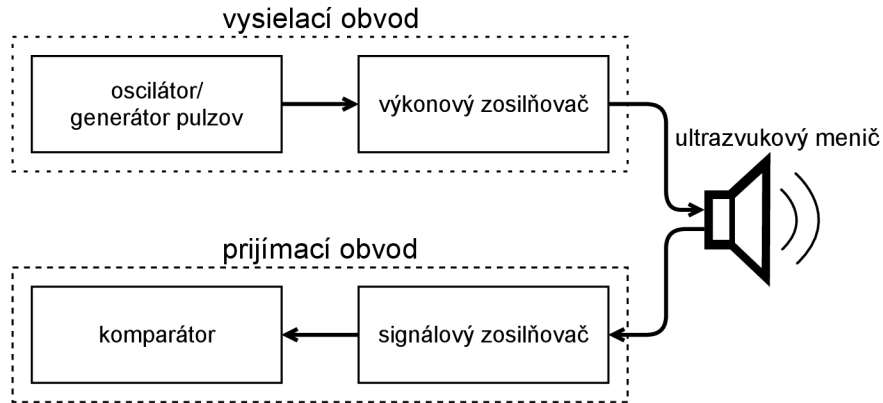 vysielací obvod
oscilátor/
generátor pulzov
výkonový zosilňovač
ultrazvukový menič
prijímací obvod
komparátor
signálový zosilňovač